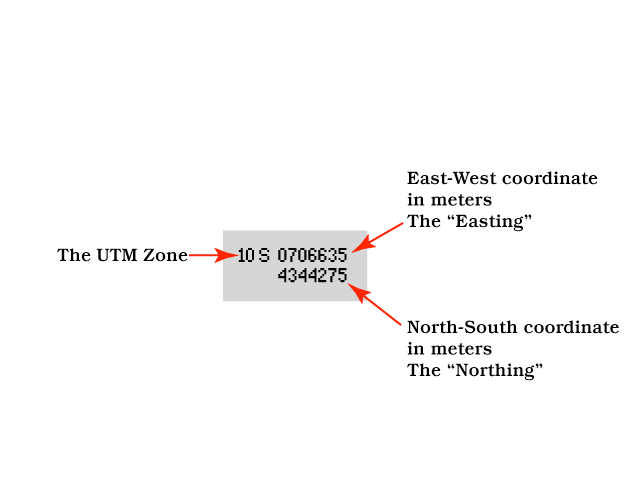 East-West coordinate
in meters
The “Easting”
The UTM Zone
10 S 0706635
4344275
North-South coordinate
in meters
The “Northing”